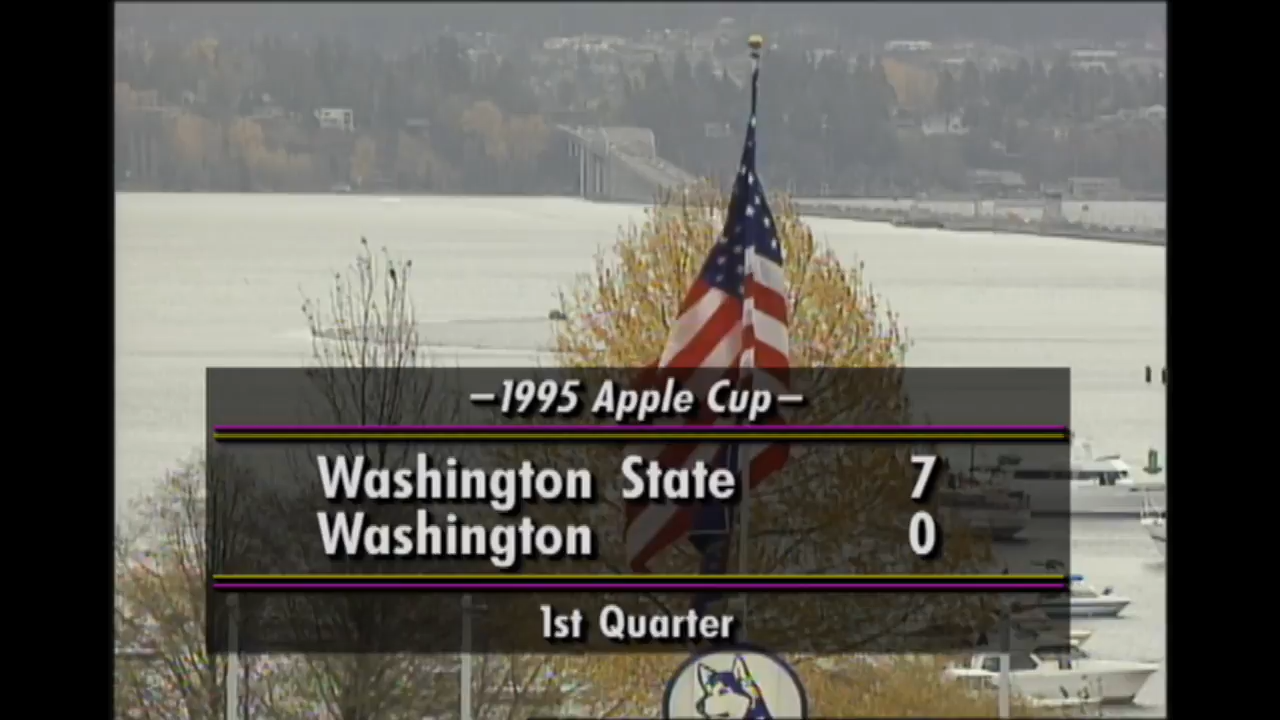 –1995 Apple Cup–
Washington State 7
Washington 0
1st Quarter